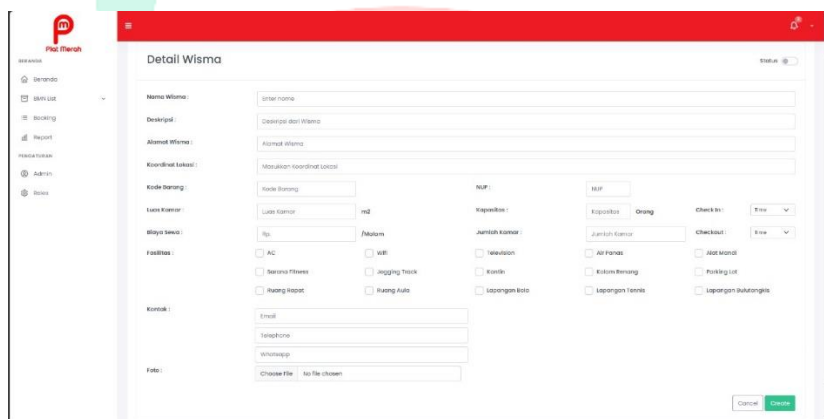 Plat Merah
BERANDA
Beranda
BMN List
Booking
Report
PENGATURAN
Admin
Roles
Detail Wisma
Status
Nama Wisma :
Enter name
Deskripsi :
Deskripsi dari Wisma
Alamat Wisma :
Alamat Wisma
Koordinat Lokasi :
Masukkan Koordinat Lokasi
Kode Barang :
Kode Barang
NUP :
NUP
Luas Kamar :
Luas Kamar
m2
Kapasitas :
Kapasitas
Orang
Check In :
Time
Biaya Sewa :
Rp.
/Malam
Jumlah Kamar :
Jumlah Kamar
Checkout :
Time
Fasilitas :
AC
Wifi
Television
Air Panas
Alat Mandi
Sarana Fitness
Jogging Track
Kantin
Kolam Renang
Parking Lot
Ruang Rapat
Ruang Aula
Lapangan Bola
Lapangan Tennis
Lapangan Bulutangkis
Kontak :
Email
Telephone
Whatsapp
Foto :
Choose File
No file chosen
Cancel
Create